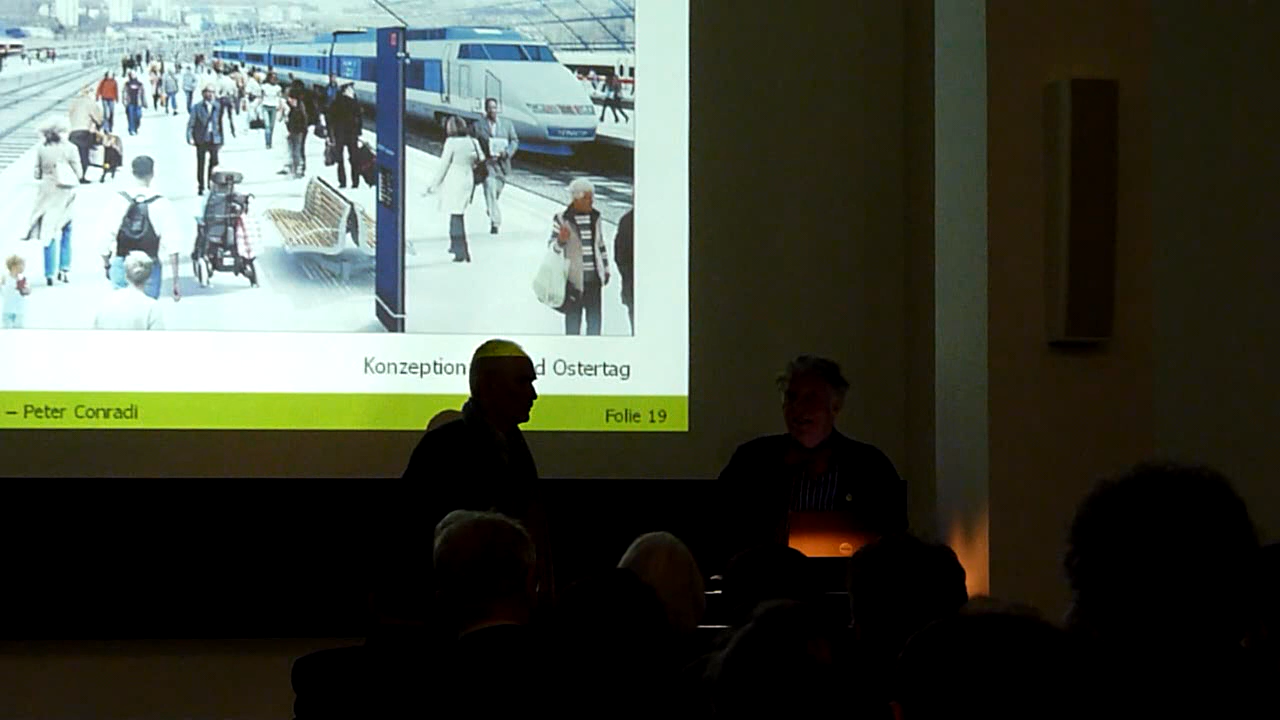 Konzeption d Ostertag
– Peter Conradi
Folie 19